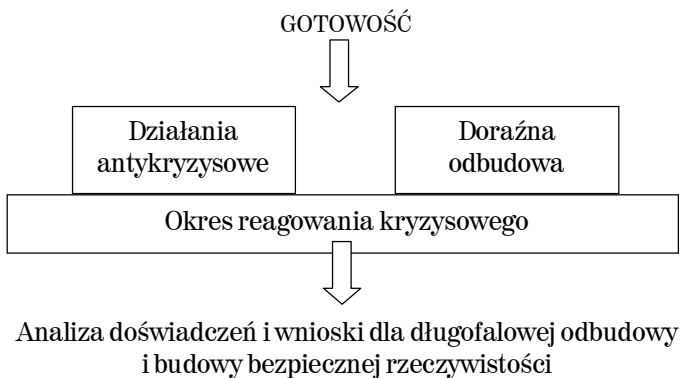 GOTOWOŚĆ
Działania
antykryzysowe
Doraźna
odbudowa
Okres reagowania kryzysowego
Analiza doświadczeń i wnioski dla długofalowej odbudowy
i budowy bezpiecznej rzeczywistości